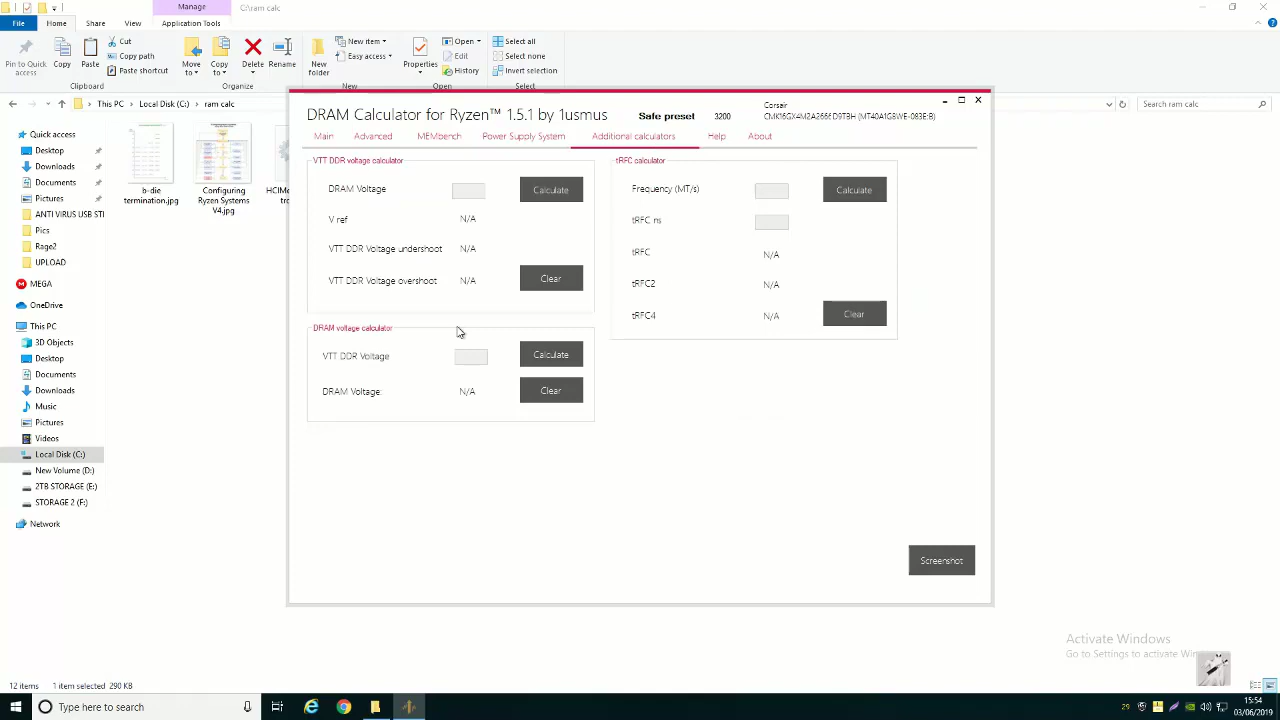 Manage
C:\ram calc
File
Home
Share
View
Application Tools
Pin to Quick access
Copy
Paste
Cut
Copy path
Paste shortcut
Clipboard
Move to
Copy to
Delete
Rename
Organize
New folder
New item
Easy access
New
Properties
Open
Edit
History
Open
Select all
Select none
Invert selection
Select
This PC
Local Disk (C:)
ram calc
Search ram calc
Quick access
Desktop
Downloads
Documents
Pictures
ANTI VIRUS USB STI
Pics
Rage2
UPLOAD
MEGA
OneDrive
This PC
3D Objects
Desktop
Documents
Downloads
Music
Pictures
Videos
Local Disk (C:)
New Volume (D:)
2TB STORAGE (E:)
STORAGE 2 (F:)
Network
b-die termination.jpg
Configuring Ryzen Systems V4.jpg
HCIMe
DRAM Calculator for Ryzen™ 1.5.1 by 1usmus
Safe preset
3200
Corsair
Main
Advanced
MEMbench
Power Supply System
Additional calculators
Help
About
VTT DDR voltage calculator
DRAM Voltage
Calculate
V ref
N/A
VTT DDR Voltage undershoot
N/A
VTT DDR Voltage overshoot
N/A
Clear
DRAM voltage calculator
VTT DDR Voltage
Calculate
DRAM Voltage:
N/A
Clear
tRFC calculator
Frequency (MT/s)
Calculate
tRFC ns
tRFC
N/A
tRFC2
N/A
tRFC4
N/A
Clear
Screenshot
Activate Windows
Go to Settings to activate
12 items
1 item selected 290 KB
Type here to search
29
15:54
03/06/2019